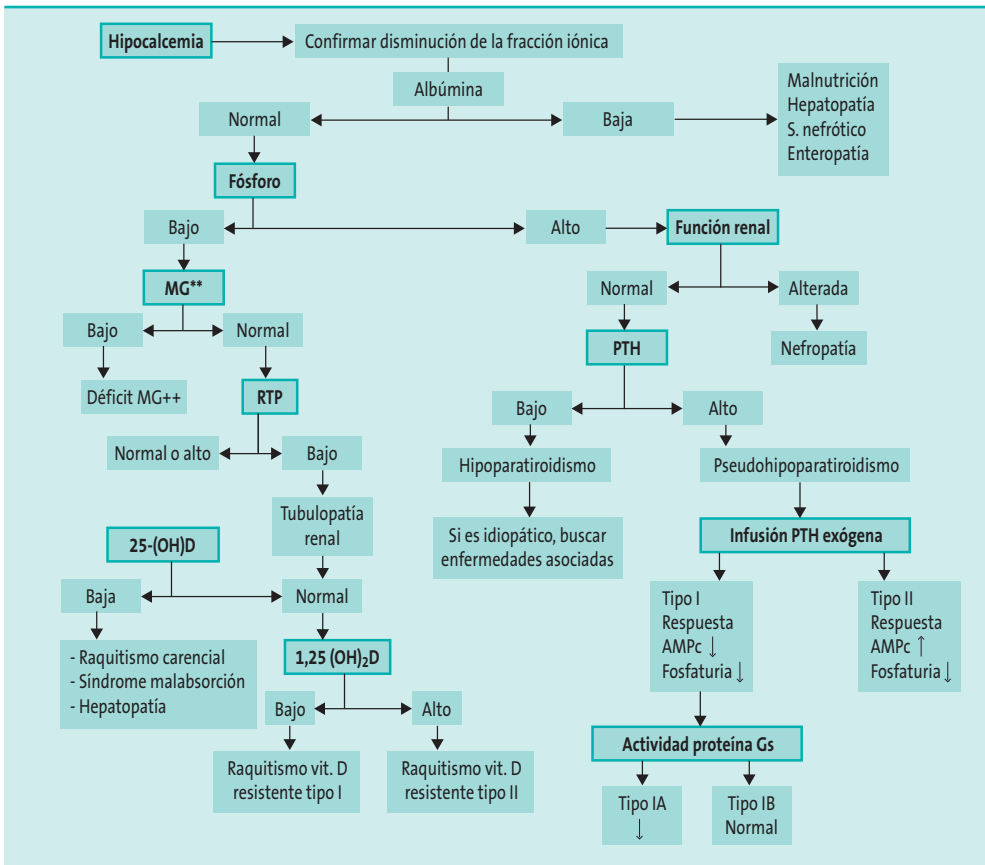 Hipocalcemia
Confirmar disminución de la fracción iónica
Albúmina
Normal
Baja
Malnutrición
Hepatopatía
S. nefrótico
Enteropatía
Fósforo
Bajo
Alto
Función renal
MG**
Normal
Alterada
Bajo
Normal
PTH
Nefropatía
Déficit MG++
RTP
Bajo
Alto
Normal o alto
Bajo
Hipoparatiroidismo
Pseudohipoparatiroidismo
Tubulopatía
renal
25-(OH)D
Si es idiopático, buscar
enfermedades asociadas
Infusión PTH exógena
Baja
Normal
Tipo I
Respuesta
AMPc ↓
Fosfaturia ↓
Tipo II
Respuesta
AMPc ↑
Fosfaturia ↓
- Raquitismo carencial
- Síndrome malabsorción
- Hepatopatía
1,25 (OH)₂D
Bajo
Alto
Actividad proteína Gs
Raquitismo vit. D
resistente tipo I
Raquitismo vit. D
resistente tipo II
Tipo IA
↓
Tipo IB
Normal